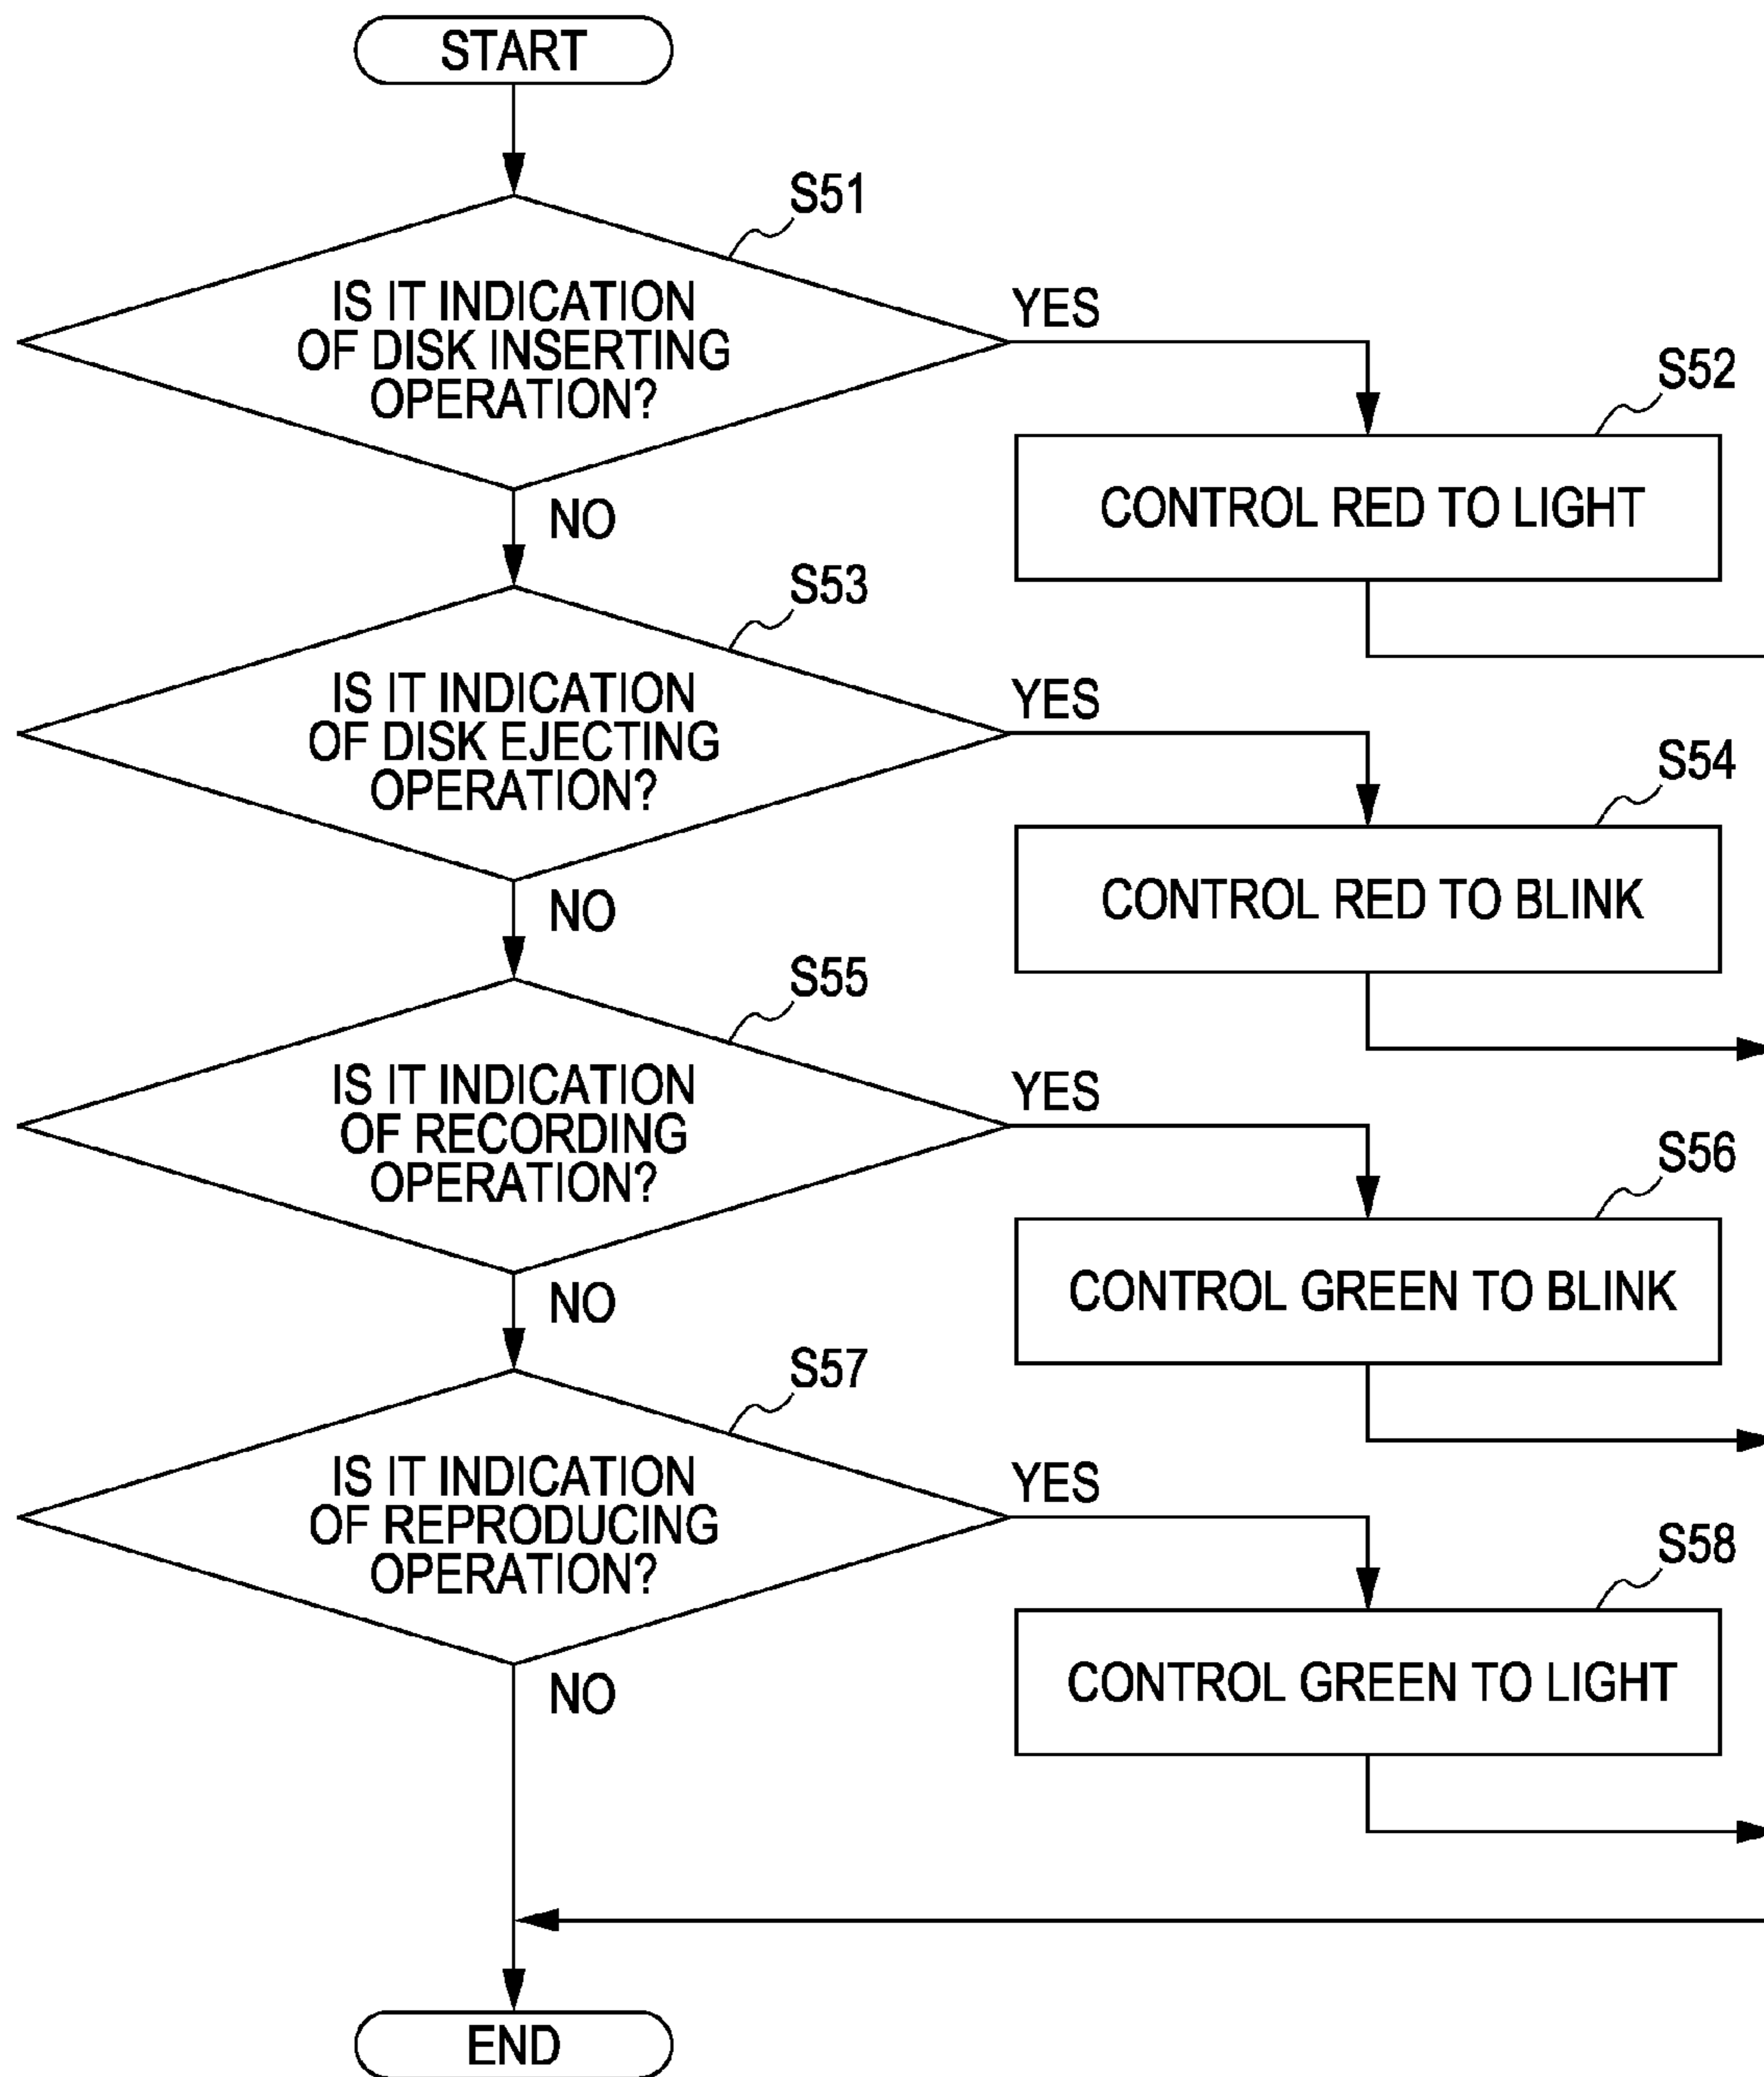 START
S51
IS IT INDICATION
OF DISK INSERTING
OPERATION?
YES
S52
CONTROL RED TO LIGHT
NO
S53
IS IT INDICATION
OF DISK EJECTING
OPERATION?
YES
S54
CONTROL RED TO BLINK
NO
S55
IS IT INDICATION
OF RECORDING
OPERATION?
YES
S56
CONTROL GREEN TO BLINK
NO
S57
IS IT INDICATION
OF REPRODUCING
OPERATION?
YES
S58
CONTROL GREEN TO LIGHT
NO
END